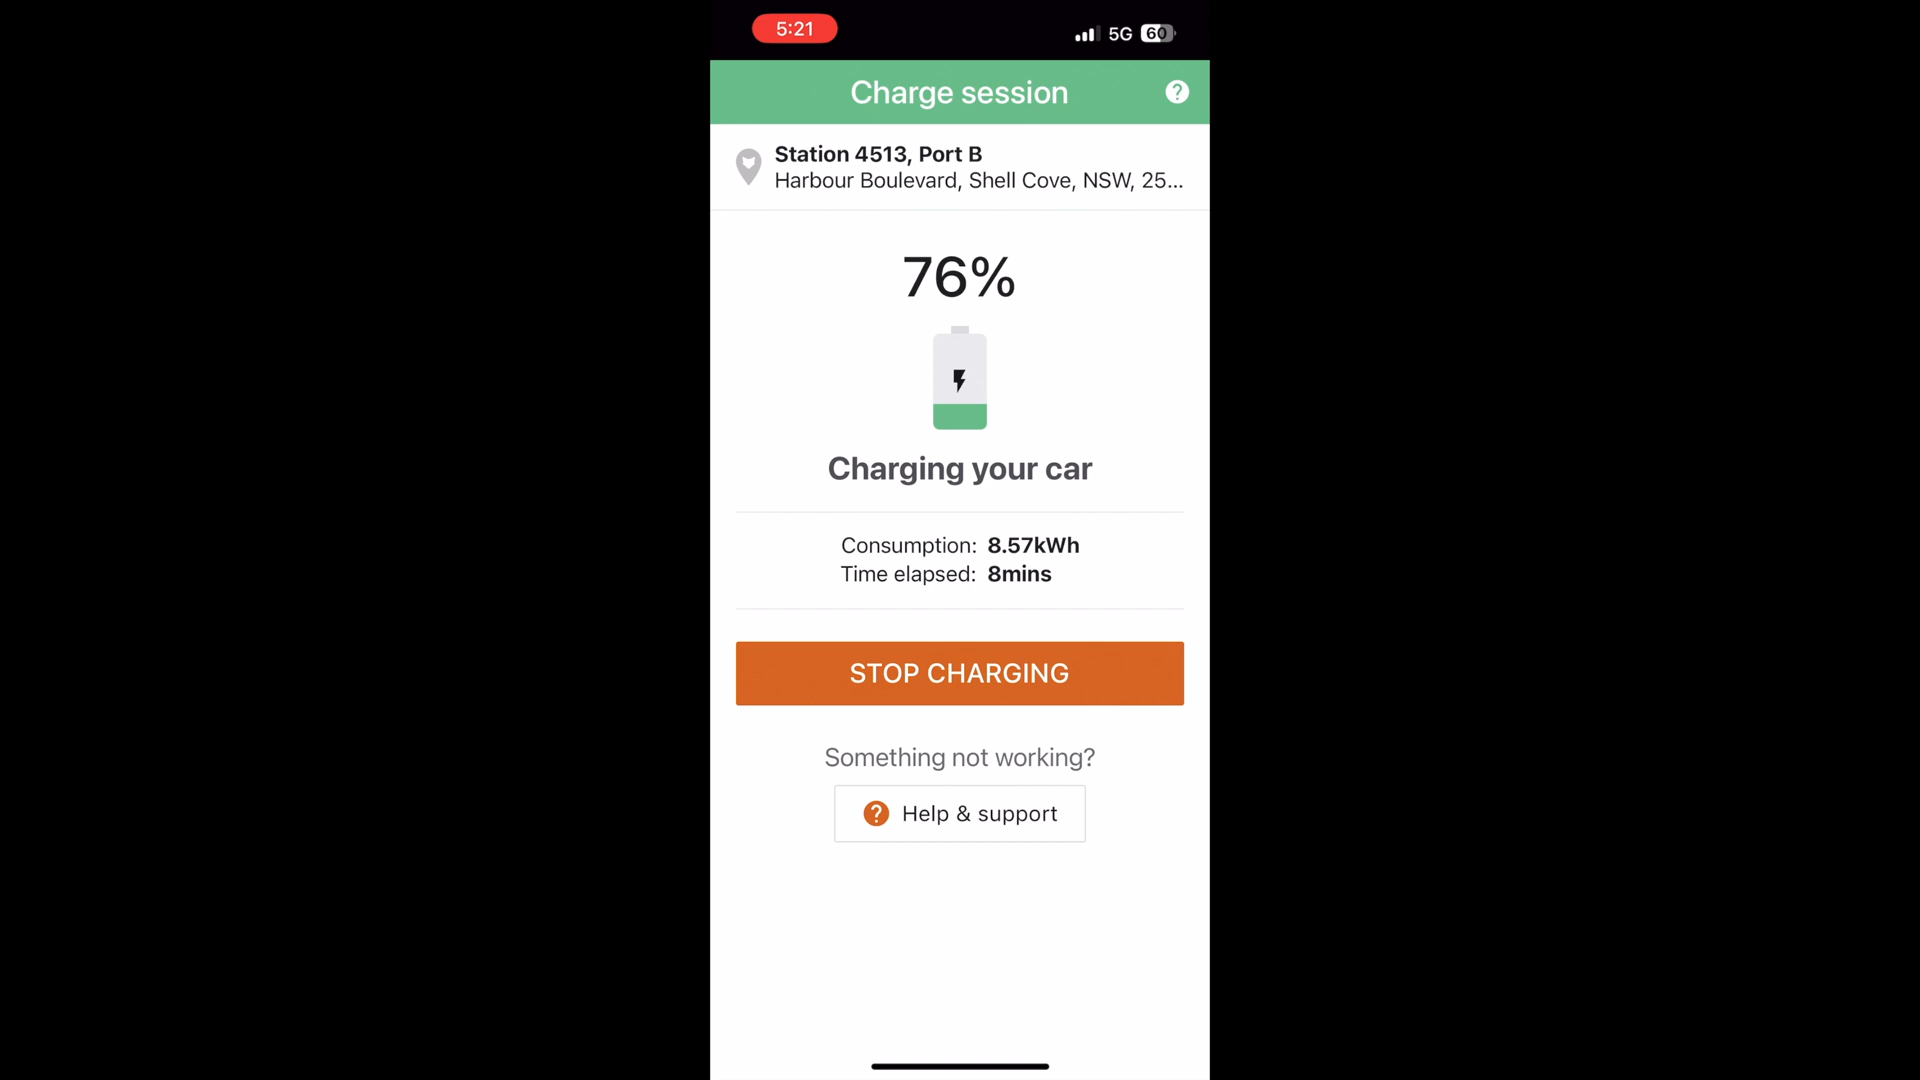 5:21
5G 60
Charge session
?
Station 4513, Port B
Harbour Boulevard, Shell Cove, NSW, 25...
76%
Charging your car
Consumption: 8.57kWh
Time elapsed: 8mins
STOP CHARGING
Something not working?
? Help & support